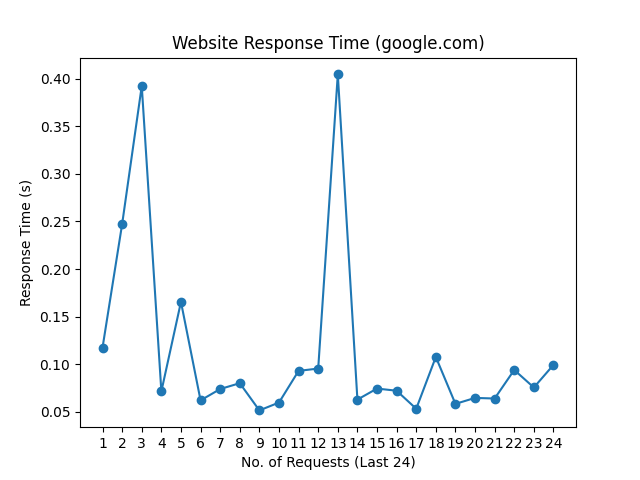 Website Response Time (google.com)
0.40
0.35
0.30
0.25
0.20
0.15
0.10
0.05
Response Time (s)
1 2 3 4 5 6 7 8 9 10 11 12 13 14 15 16 17 18 19 20 21 22 23 24
No. of Requests (Last 24)